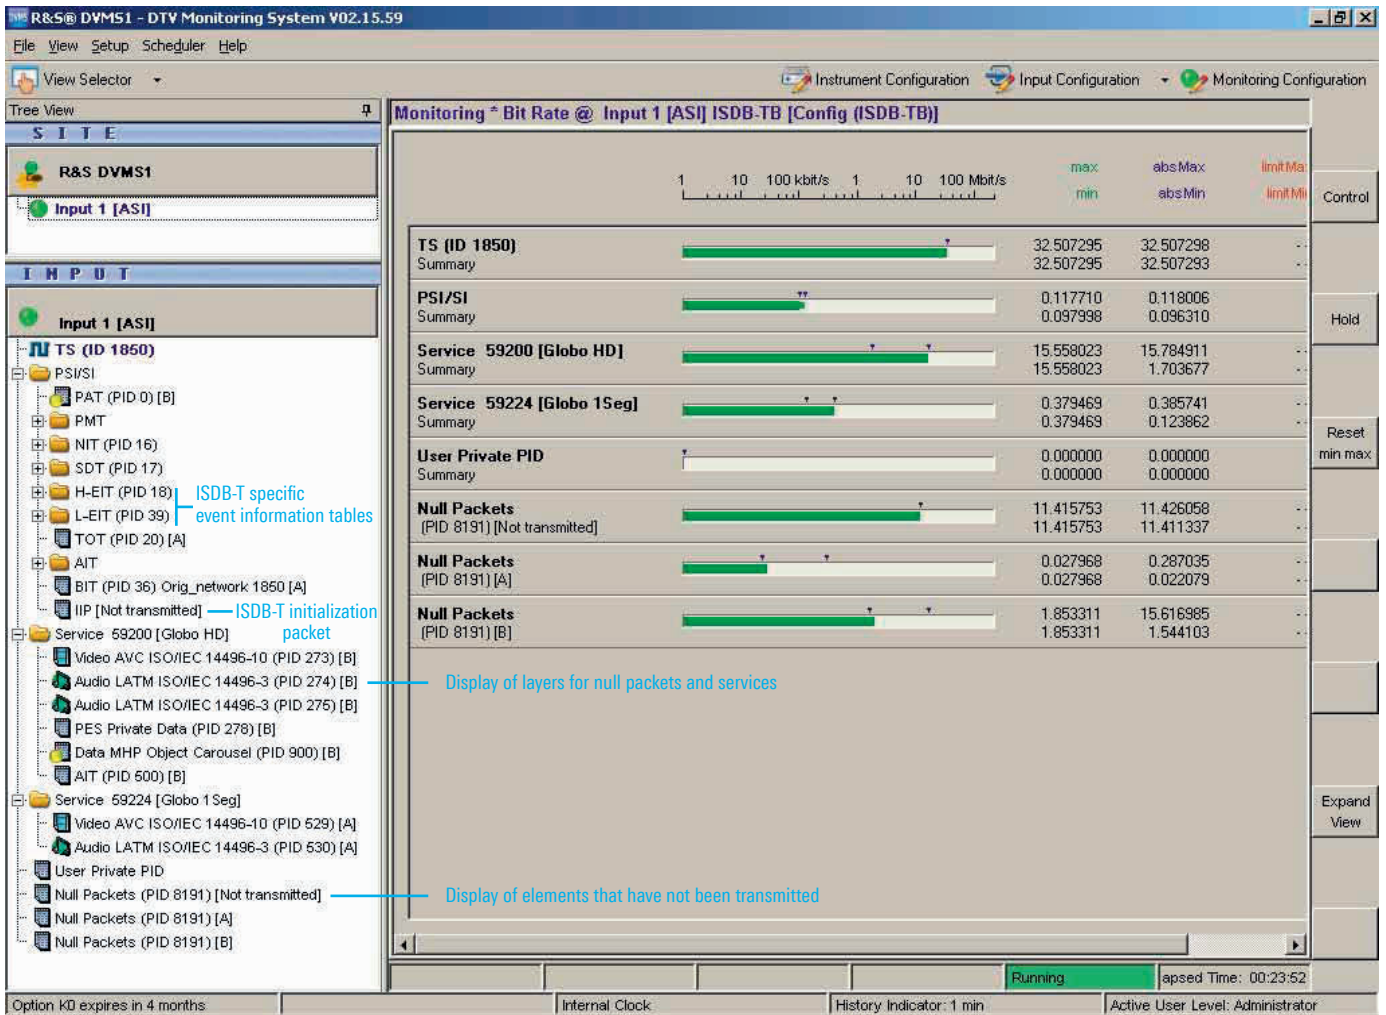 R&S® DVMS1 - DTV Monitoring System V02.15.59
File View Setup Scheduler Help
View Selector
Instrument Configuration
Input Configuration
Monitoring Configuration
Tree View
SITE
R&S DVMS1
Input 1 [ASI]
INPUT
Input 1 [ASI]
TS (ID 1850)
PSI/SI
PAT (PID 0) [B]
PMT
NIT (PID 16)
SDT (PID 17)
H-EIT (PID 18)
L-EIT (PID 39)
ISDB-T specific
event information tables
TOT (PID 20) [A]
AIT
BIT (PID 36) Orig_network 1850 [A]
IIP [Not transmitted]
ISDB-T initialization
packet
Service 59200 [Globo HD]
Video AVC ISO/IEC 14496-10 (PID 273) [B]
Audio LATM ISO/IEC 14496-3 (PID 274) [B]
Audio LATM ISO/IEC 14496-3 (PID 275) [B]
PES Private Data (PID 278) [B]
Data MHP Object Carousel (PID 900) [B]
AIT (PID 500) [B]
Service 59224 [Globo 1Seg]
Video AVC ISO/IEC 14496-10 (PID 529) [A]
Audio LATM ISO/IEC 14496-3 (PID 530) [A]
User Private PID
Null Packets (PID 8191) [Not transmitted]
Null Packets (PID 8191) [A]
Null Packets (PID 8191) [B]
Monitoring * Bit Rate @ Input 1 [ASI] ISDB-TB [Config (ISDB-TB)]
1 10 100 kbit/s 1 10 100 Mbit/s
max absMax limitMa
min absMin limitMi
TS (ID 1850) 32.507295 32.507298 - -
Summary 32.507295 32.507293 - -
PSI/SI 0.117710 0.118006 - -
Summary 0.097998 0.096310 - -
Service 59200 [Globo HD] 15.558023 15.784911 - -
Summary 15.558023 1.703677 - -
Service 59224 [Globo 1Seg] 0.379469 0.385741 - -
Summary 0.379469 0.123862 - -
User Private PID 0.000000 0.000000 - -
Summary 0.000000 0.000000 - -
Null Packets 11.415753 11.426058 - -
(PID 8191) [Not transmitted] 11.415753 11.411337 - -
Null Packets 0.027968 0.287035 - -
(PID 8191) [A] 0.027968 0.022079 - -
Null Packets 1.853311 15.616985 - -
(PID 8191) [B] 1.853311 1.544103 - -
Display of layers for null packets and services
Display of elements that have not been transmitted
Control
Hold
Reset
min max
Expand
View
Running
apsed Time: 00:23:52
Option K0 expires in 4 months
Internal Clock
History Indicator: 1 min
Active User Level: Administrator